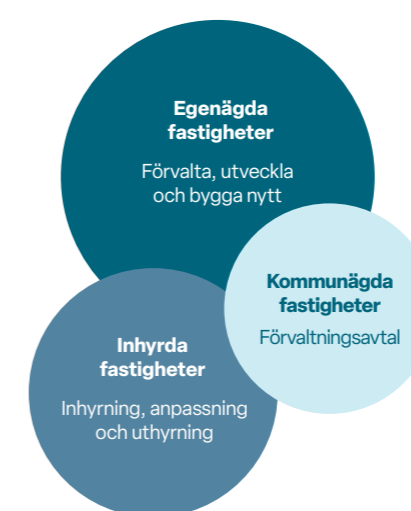 Egenägda
fastigheter
Förvalta, utveckla
och bygga nytt
Kommunägda
fastigheter
Förvaltningsavtal
Inhyrda
fastigheter
Inhyrning, anpassning
och uthyrning